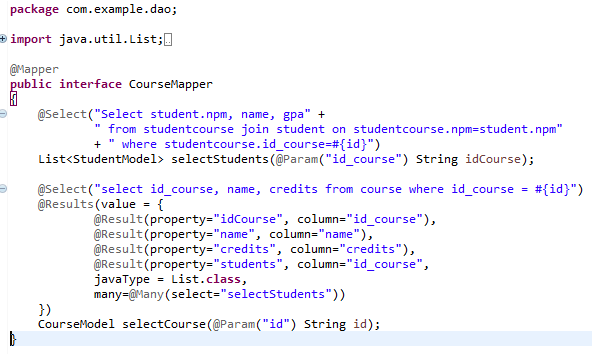 package com.example.dao;
import java.util.List;
@Mapper
public interface CourseMapper
{
@Select("Select student.npm, name, gpa" +
" from studentcourse join student on studentcourse.npm=student.npm"
+ " where studentcourse.id_course=#{id}")
List<StudentModel> selectStudents(@Param("id_course") String idCourse);
@Select("select id_course, name, credits from course where id_course = #{id}")
@Results(value = {
@Result(property="idCourse", column="id_course"),
@Result(property="name", column="name"),
@Result(property="credits", column="credits"),
@Result(property="students", column="id_course",
javaType = List.class,
many=@Many(select="selectStudents"))
})
CourseModel selectCourse(@Param("id") String id);
}